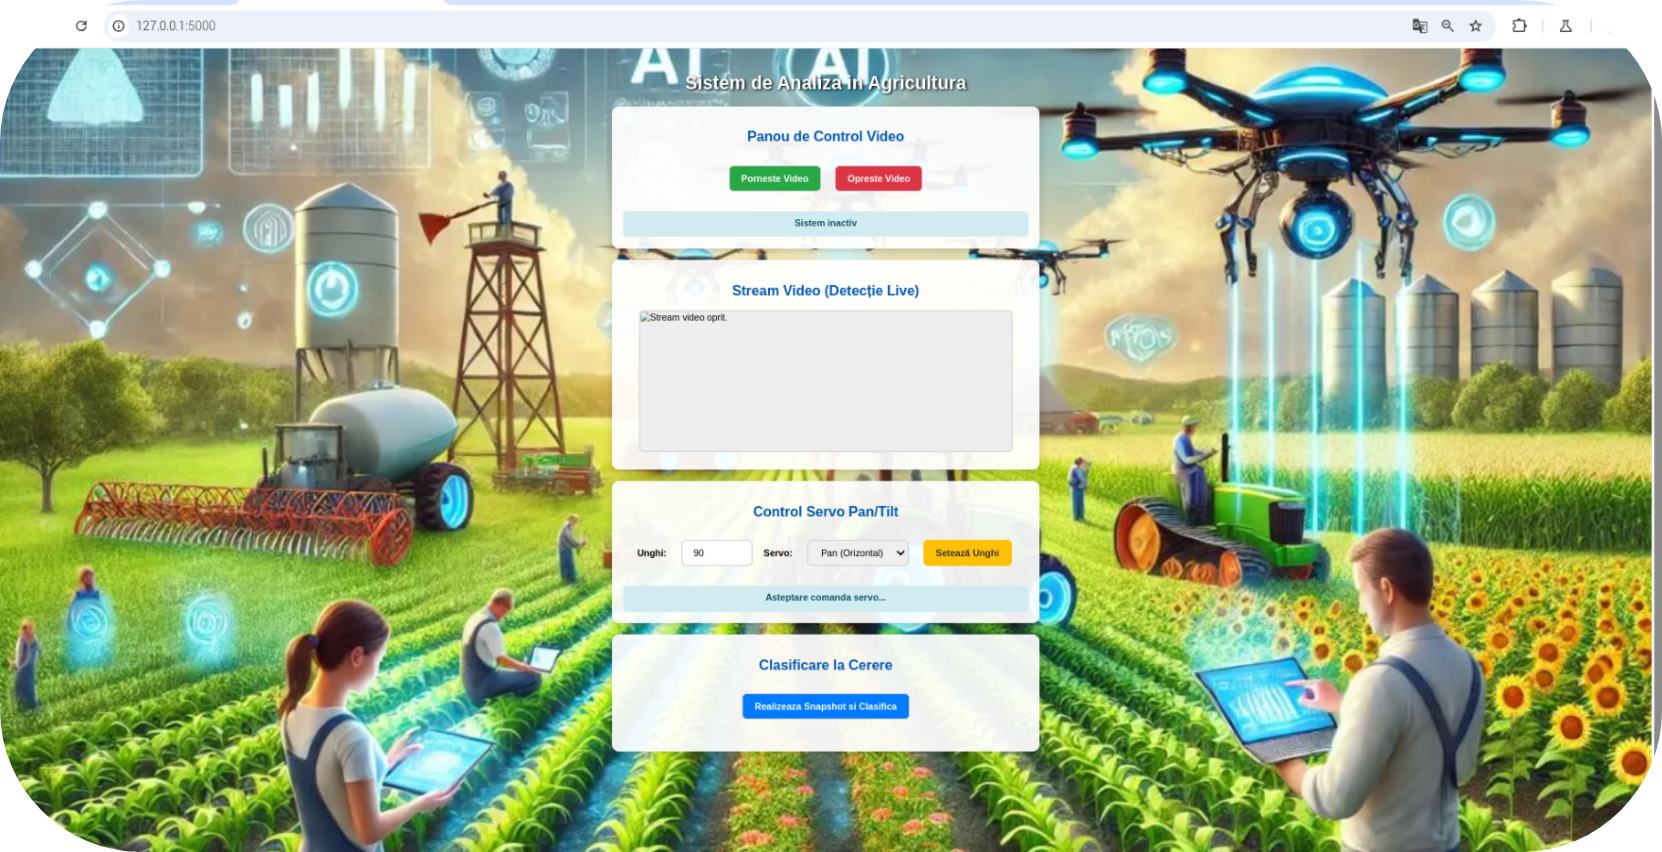 127.0.0.1:5000
AI AI
Sistem de Analiza in Agricultura
Panou de Control Video
Porneste Video Opreste Video
Sistem inactiv
Stream Video (Detecție Live)
Stream video oprit.
Control Servo Pan/Tilt
Unghi: 90 Servo: Pan (Orizontal) Setează Unghi
Asteptare comanda servo...
Clasificare la Cerere
Realizeaza Snapshot si Clasifica